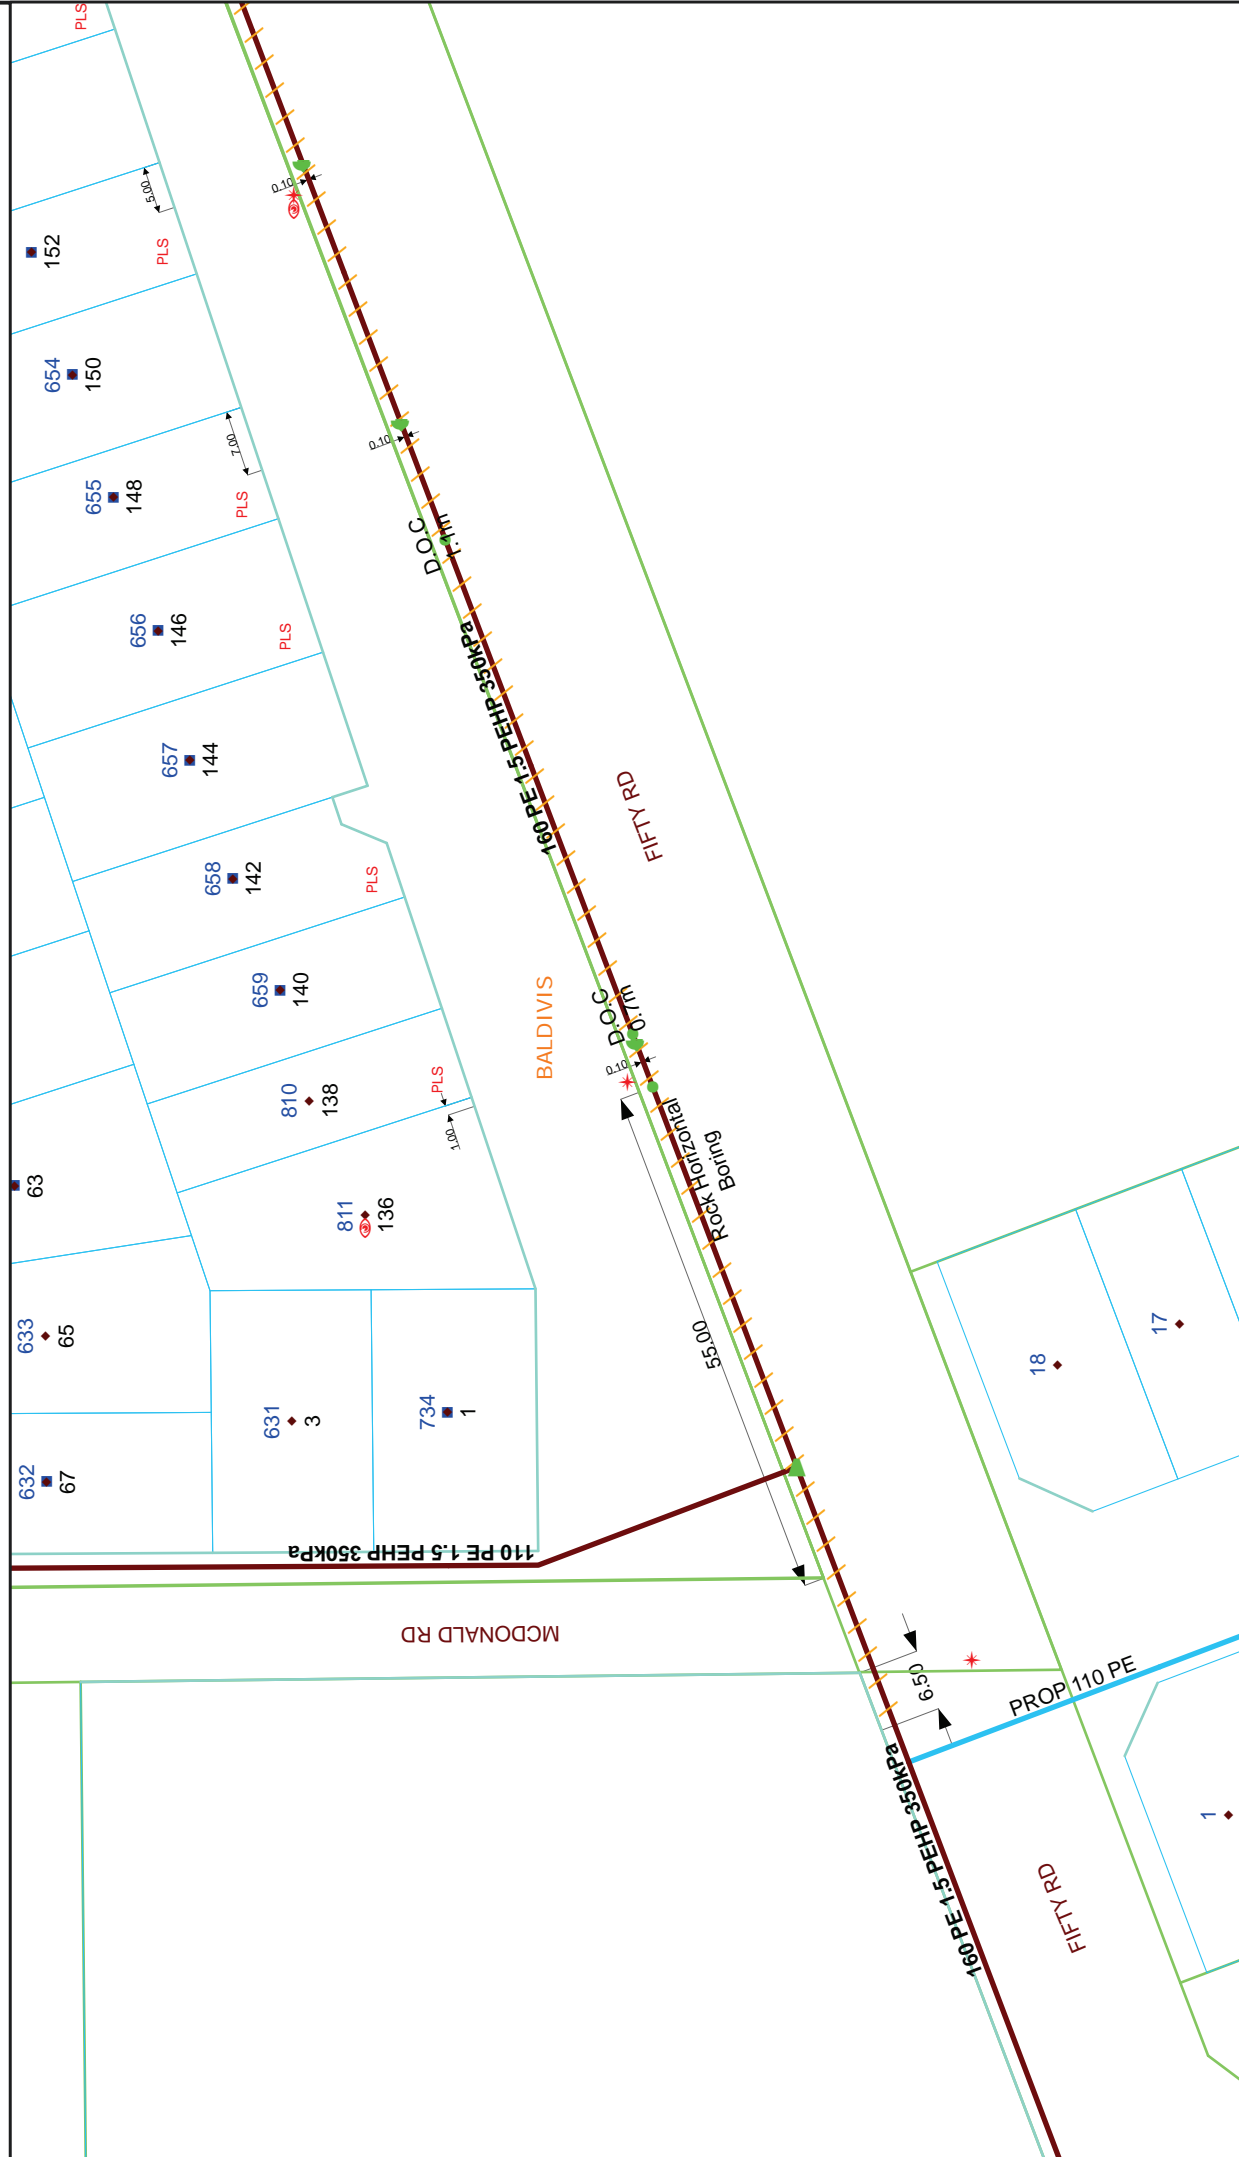 PLS
152
5.00
PLS
0.10
654
150
7.00
655
148
PLS
0.10
D.O.C
1.1m
656
146
PLS
160 PE 1.5 PEHP 350kPa
657
144
FIFTY RD
658
142
PLS
659
140
BALDIVIS
D.O.C
0.7m
0.10
810
138
PLS
1.00
Rock Horizontal
Boring
63
811
136
55.00
633
65
631
3
734
1
632
67
110 PE 1.5 PEHP 350kPa
MCDONALD RD
18
17
6.50
PROP 110 PE
160 PE 1.5 PEHP 350kPa
FIFTY RD
1